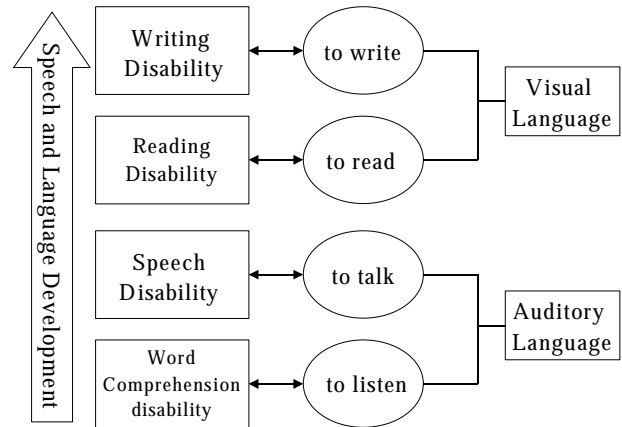 Speech and Language Development
Writing
Disability
to write
Visual
Language
Reading
Disability
to read
Speech
Disability
to talk
Auditory
Language
Word
Comprehension
disability
to listen